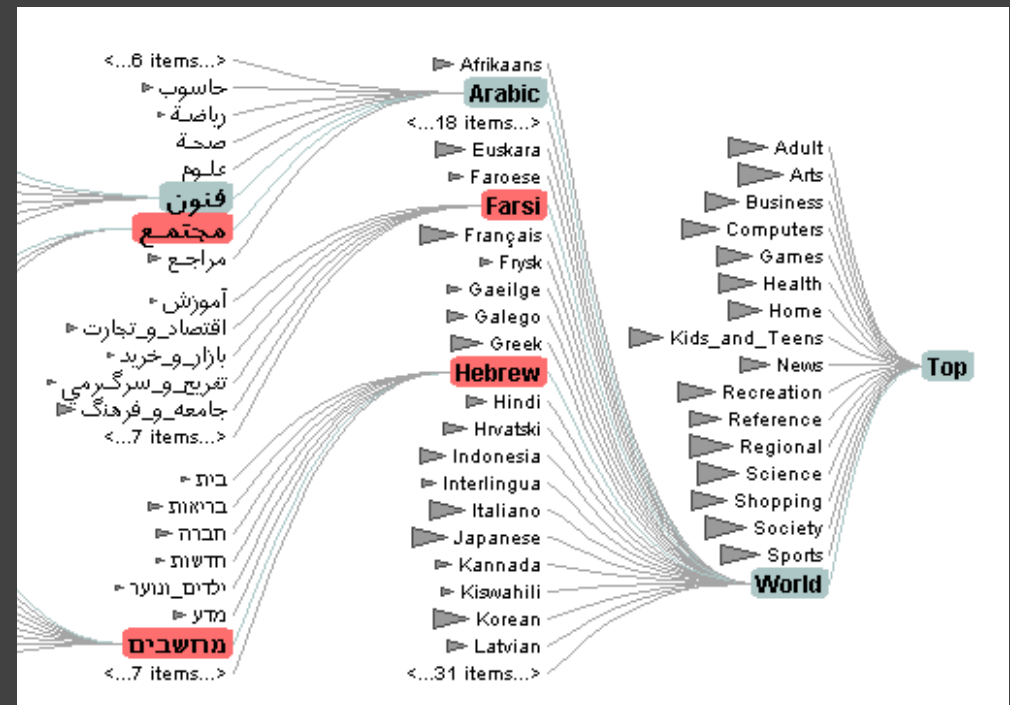 <...6 items...>
حاسوب
رياضة
صحة
علوم
فنون
مجتمع
مراجع
آموزش
اقتصاد_و_تجارت
بازار_و_خريد
تفريح_و_سرگرمي
جامعه_و_فرهنگ
<...7 items...>
בית
בריאות
חברה
חדשות
ילדים_ונוער
מדע
מחשבים
<...7 items...>
Afrikaans
Arabic
<...18 items...>
Euskara
Faroese
Farsi
Français
Frysk
Gaeilge
Galego
Greek
Hebrew
Hindi
Hrvatski
Indonesia
Interlingua
Italiano
Japanese
Kannada
Kiswahili
Korean
Latvian
<...31 items...>
Adult
Arts
Business
Computers
Games
Health
Home
Kids_and_Teens
News
Recreation
Reference
Regional
Science
Shopping
Society
Sports
World
Top